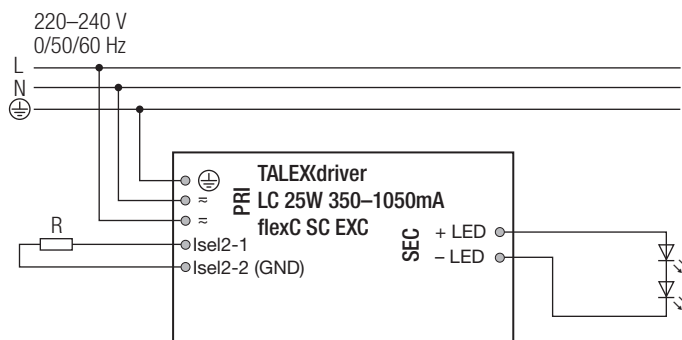 220–240 V
0/50/60 Hz
L
N
TALEXXdriver
LC 25W 350–1050mA
flexC SC EXC
PRI
≂
≂
R
Isel2-1
Isel2-2 (GND)
SEC
+ LED
– LED